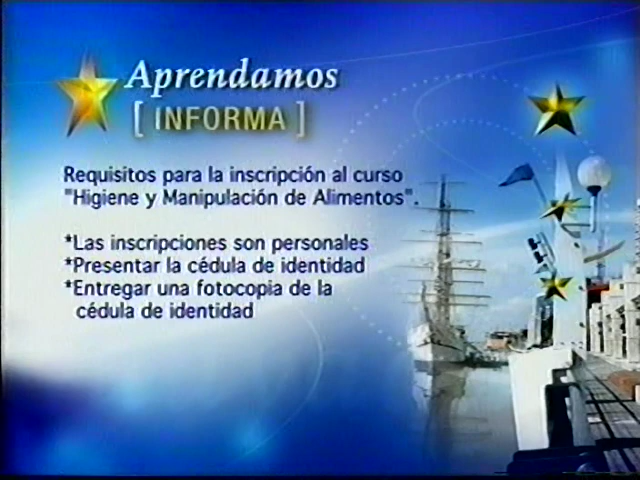 Aprendamos
[ INFORMA ]
Requisitos para la inscripción al curso
"Higiene y Manipulación de Alimentos".
*Las inscripciones son personales
*Presentar la cédula de identidad
*Entregar una fotocopia de la
cédula de identidad